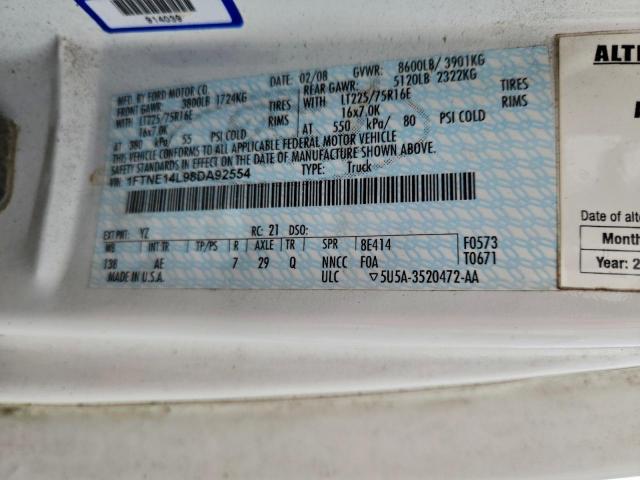 914039
MFD. BY FORD MOTOR CO.
DATE: 02/08 GVWR: 8600LB/ 3901KG
FRONT GAWR: 3800LB 1724KG
REAR GAWR: 5120LB 2322KG
WITH LT225/75R16E TIRES
WITH LT225/75R16E TIRES
16x7.0K RIMS
16x7.0K RIMS
AT 380 kPa/ 55 PSI COLD
AT 550 kPa/ 80 PSI COLD
THIS VEHICLE CONFORMS TO ALL APPLICABLE FEDERAL MOTOR VEHICLE
SAFETY STANDARDS IN EFFECT ON THE DATE OF MANUFACTURE SHOWN ABOVE.
VIN: 1FTNE14L98DA92554
TYPE: Truck
EXT PNT: YZ RC: 21 DSO:
WB INT TR TP/PS R AXLE TR SPR 8E414 F0573
138 AE 7 29 Q NNCC F0A T0671
MADE IN U.S.A. ULC ▽5U5A-3520472-AA
ALTE
Date of alte
Month
Year: 2